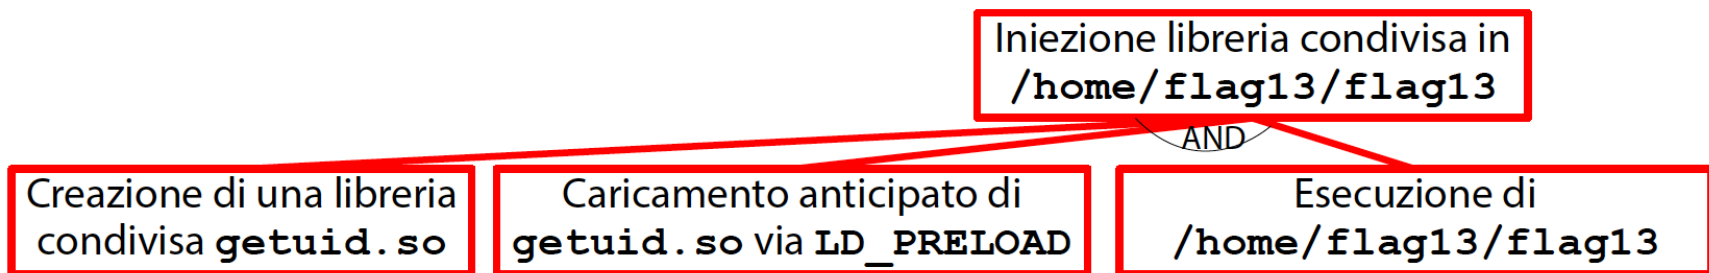 Iniezione libreria condivisa in
/home/flag13/flag13
AND
Creazione di una libreria
condivisa getuid.so
Caricamento anticipato di
getuid.so via LD_PRELOAD
Esecuzione di
/home/flag13/flag13